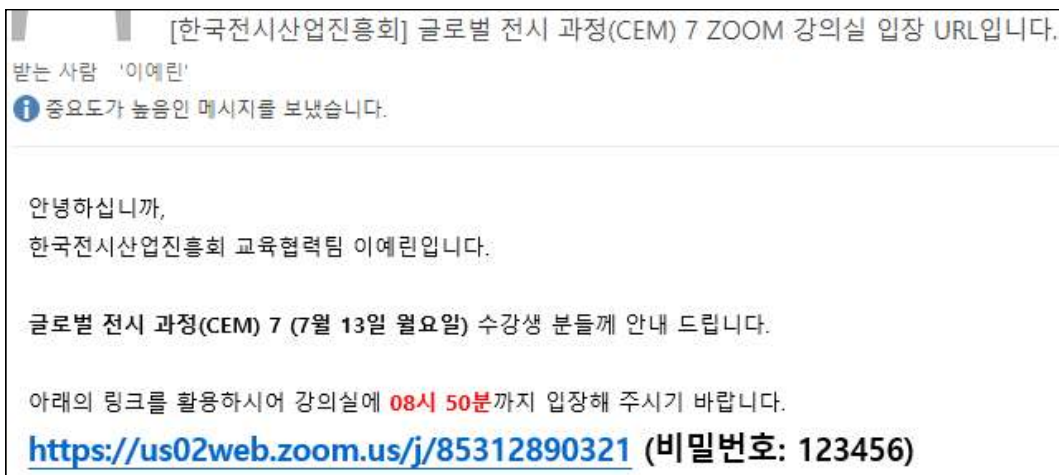 [한국전시산업진흥회] 글로벌 전시 과정(CEM) 7 ZOOM 강의실 입장 URL입니다.
받는 사람 '이예린'
중요도가 높음인 메시지를 보냈습니다.
안녕하십니까,
한국전시산업진흥회 교육협력팀 이예린입니다.
글로벌 전시 과정(CEM) 7 (7월 13일 월요일) 수강생 분들께 안내 드립니다.
아래의 링크를 활용하시어 강의실에 08시 50분까지 입장해 주시기 바랍니다.
https://us02web.zoom.us/j/85312890321 (비밀번호: 123456)